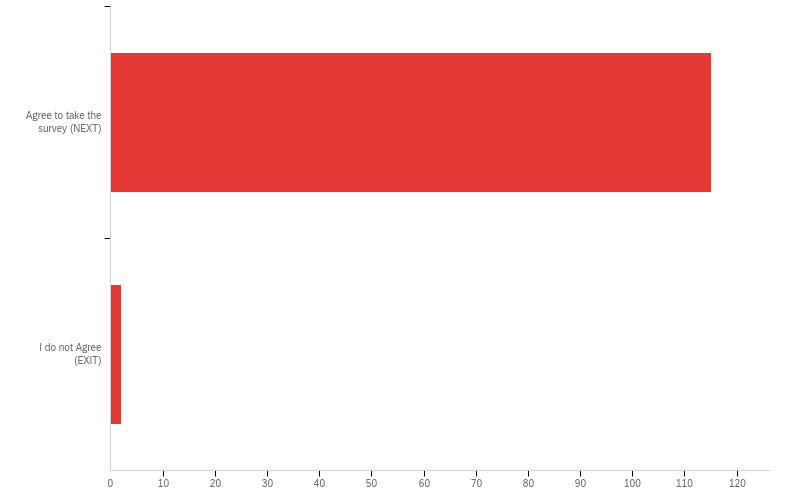 Agree to take the
survey (NEXT)
I do not Agree
(EXIT)
0 10 20 30 40 50 60 70 80 90 100 110 120